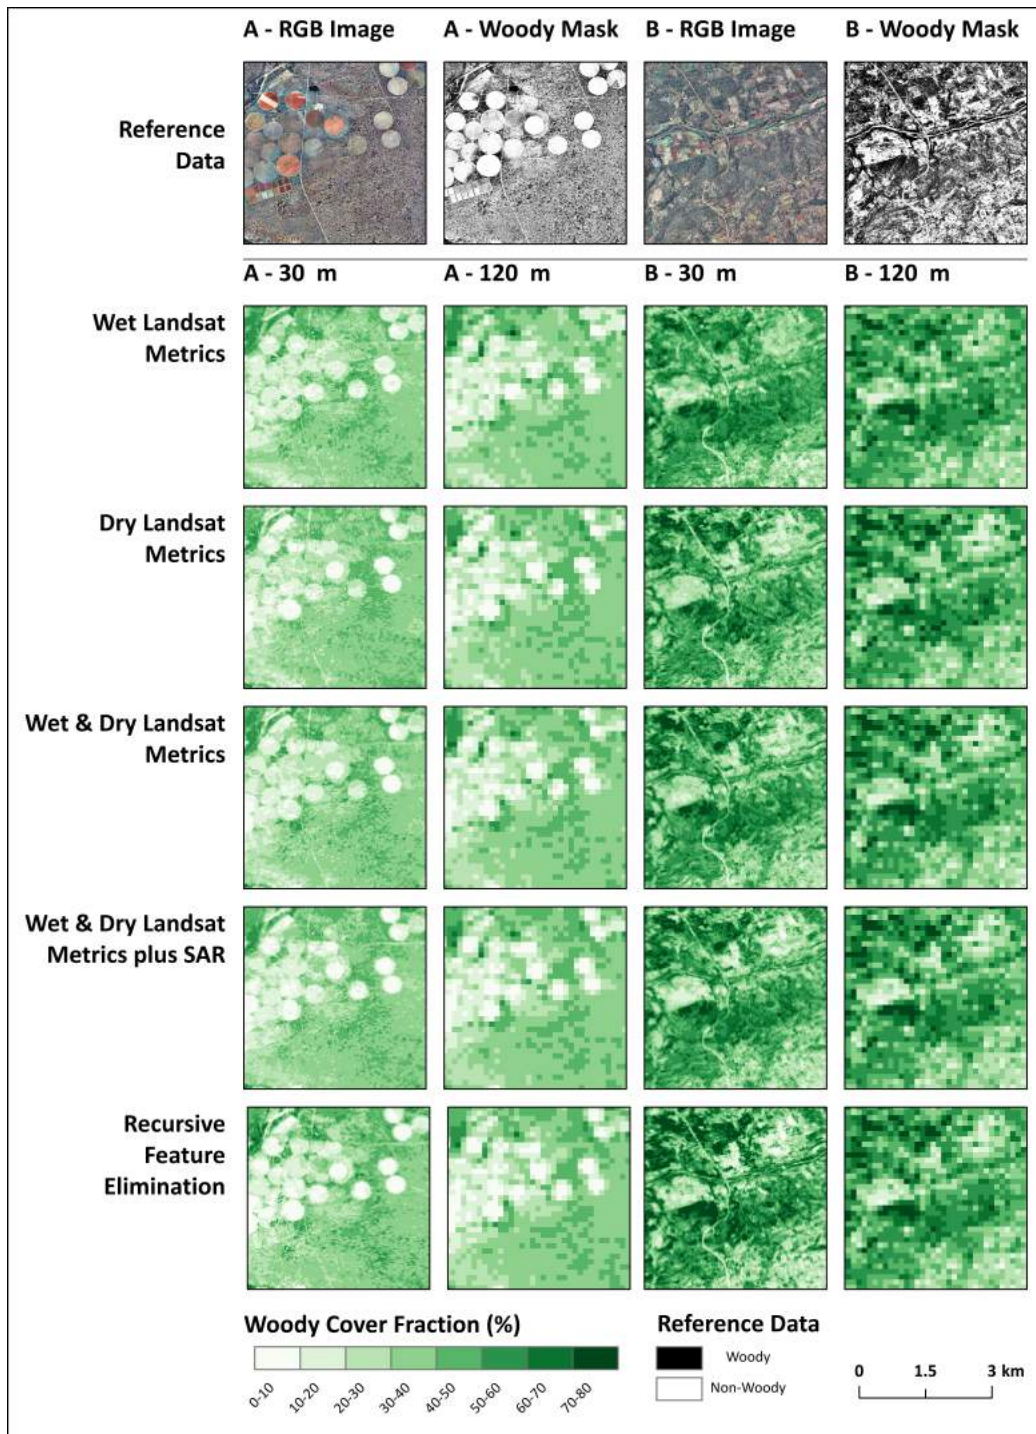 A - RGB Image A - Woody Mask B - RGB Image B - Woody Mask
Reference
Data
A - 30 m A - 120 m B - 30 m B - 120 m
Wet Landsat
Metrics
Dry Landsat
Metrics
Wet & Dry Landsat
Metrics
Wet & Dry Landsat
Metrics plus SAR
Recursive
Feature
Elimination
Woody Cover Fraction (%)
0-10 10-20 20-30 30-40 40-50 50-60 60-70 70-80
Reference Data
Woody
Non-Woody
0 1.5 3 km